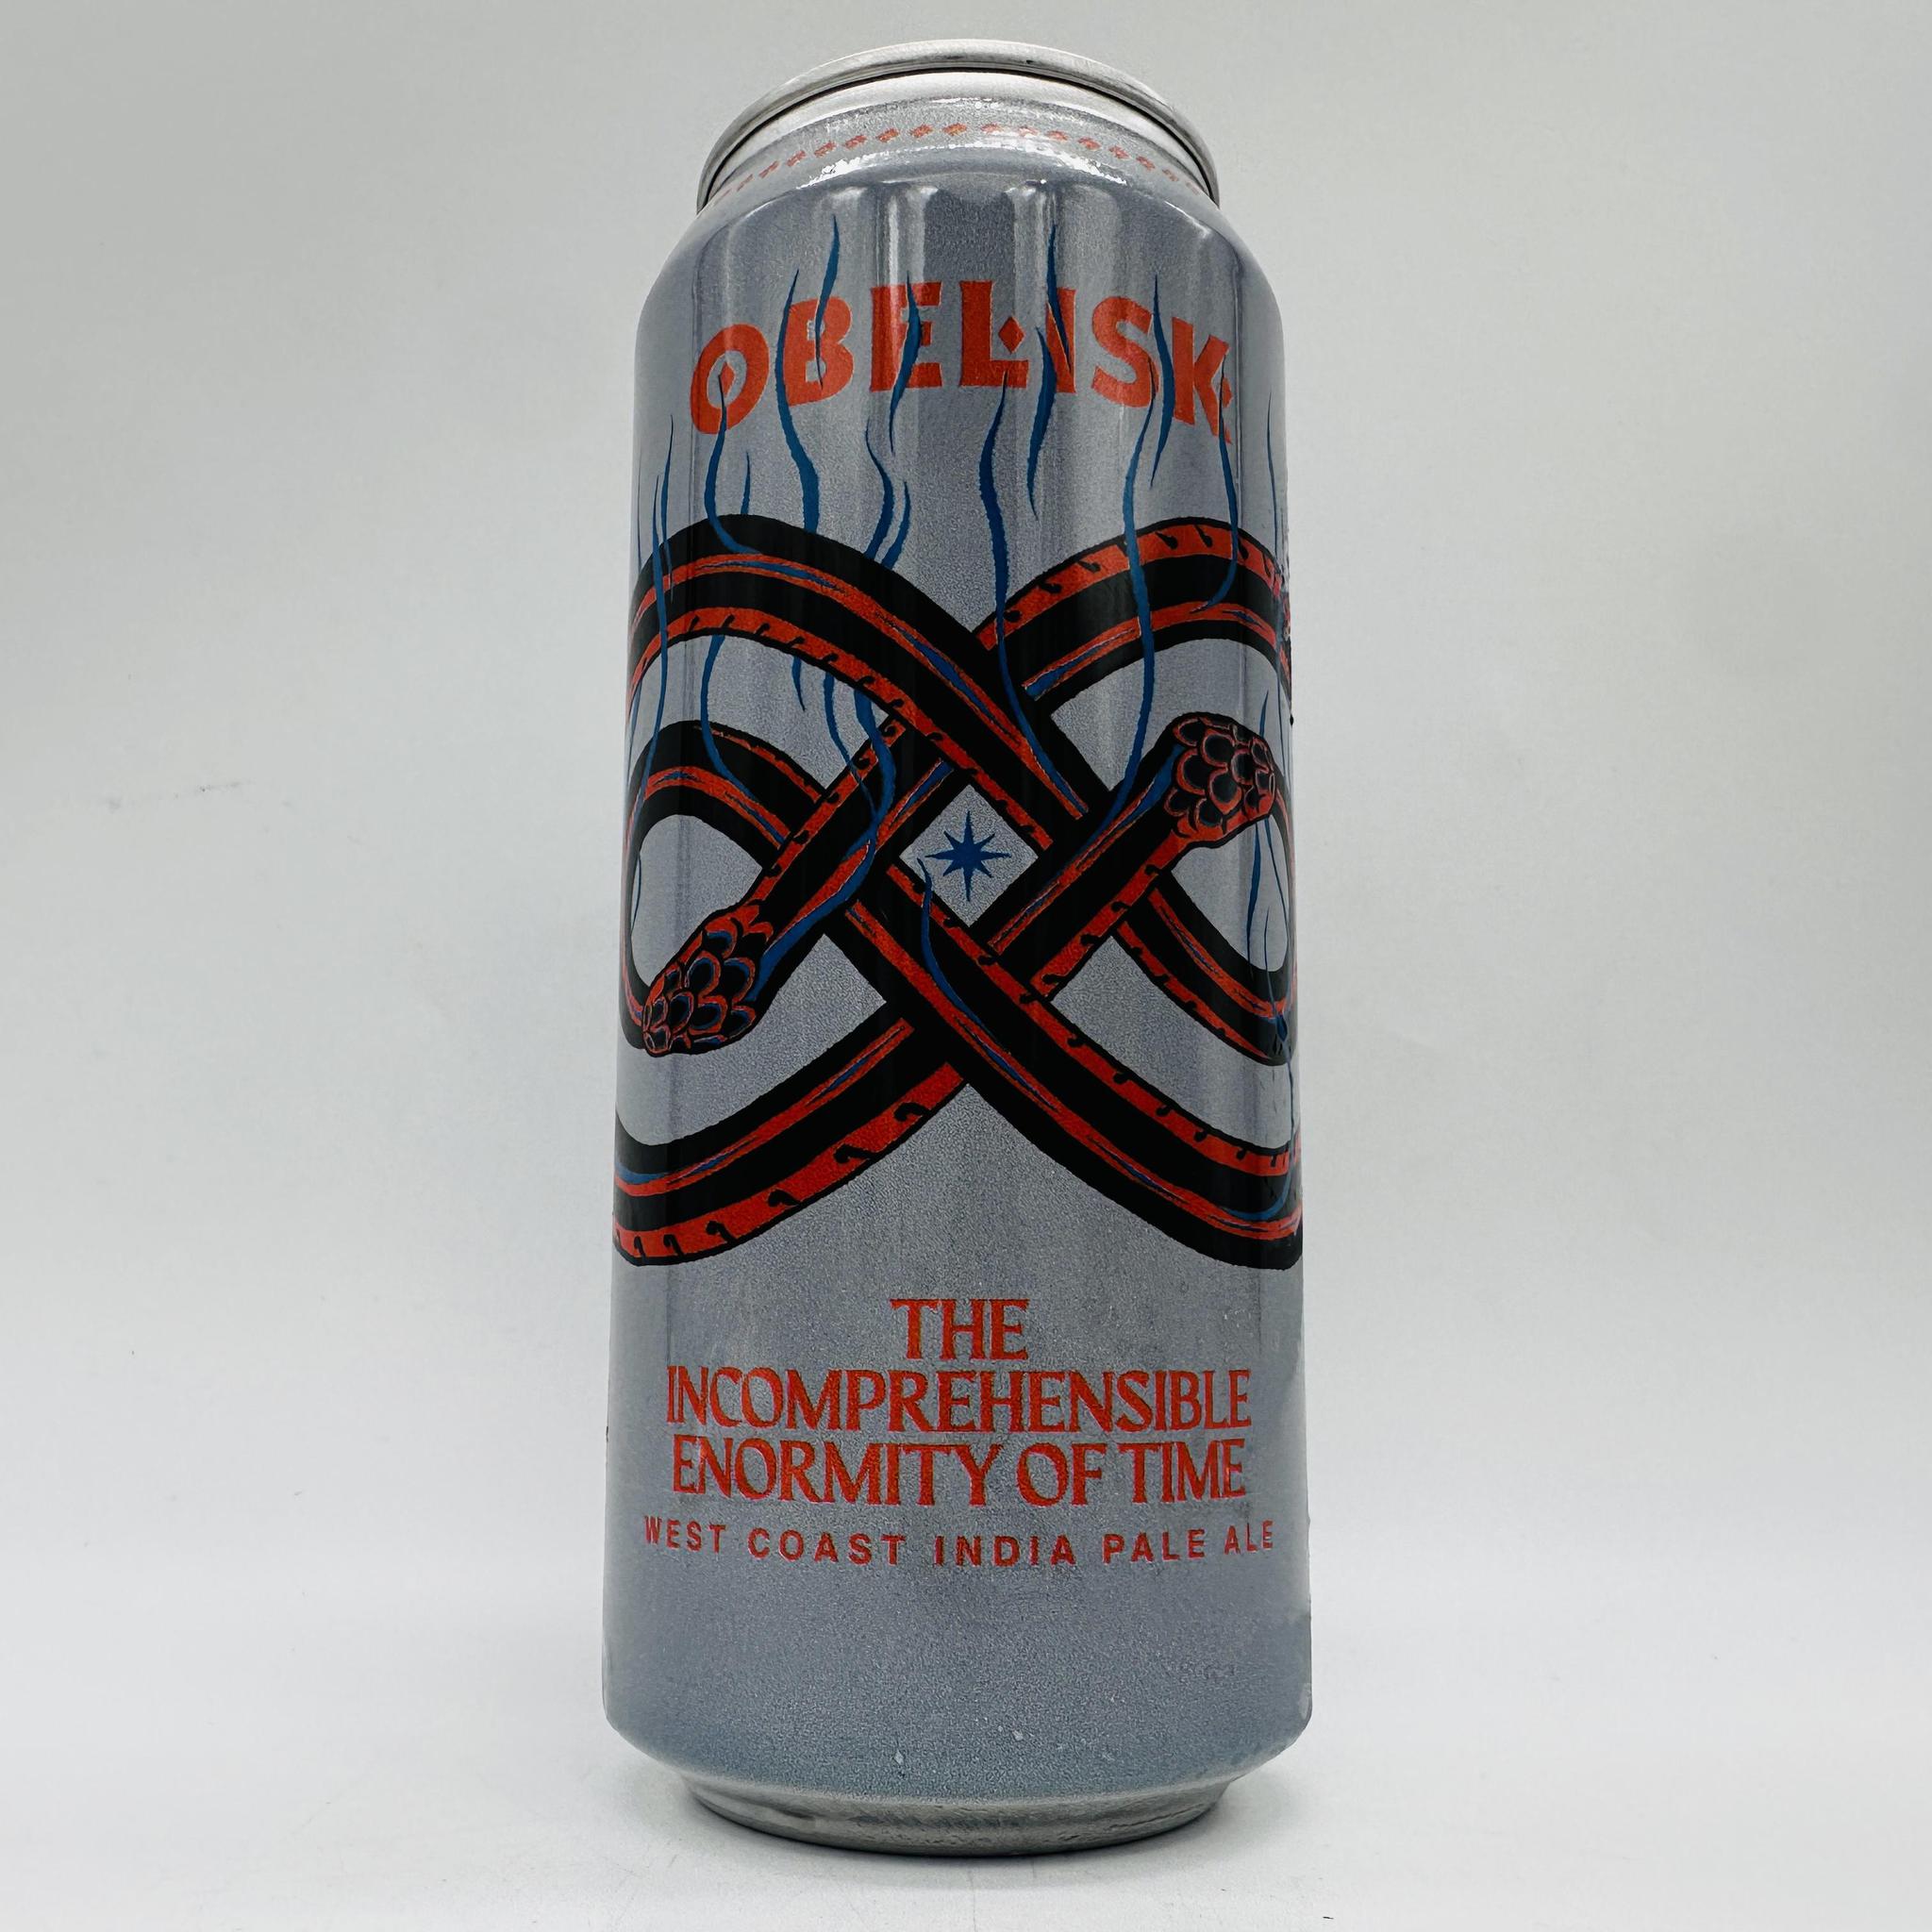 OBELISK
THE
INCOMPREHENSIBLE
ENORMITY OF TIME
WEST COAST INDIA PALE ALE